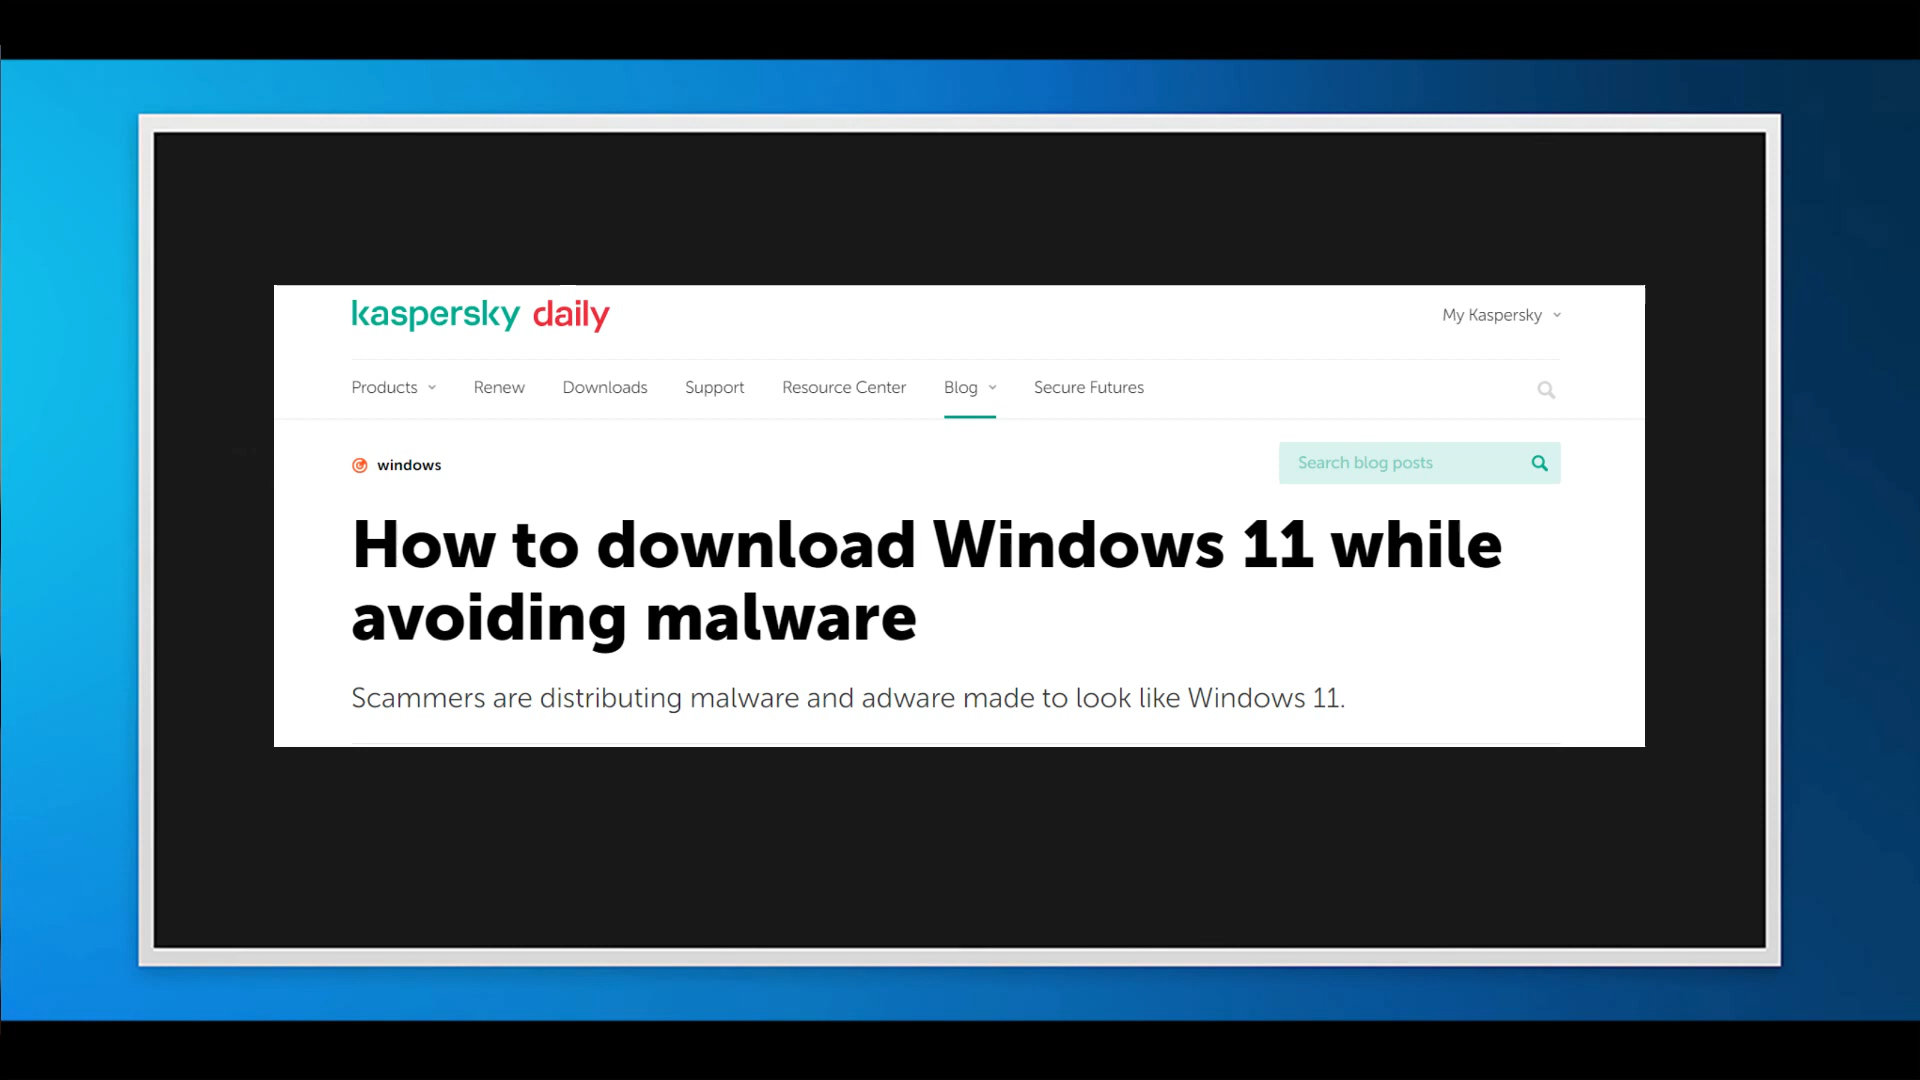 kaspersky daily
My Kaspersky
Products Renew Downloads Support Resource Center Blog Secure Futures
windows
Search blog posts
How to download Windows 11 while
avoiding malware
Scammers are distributing malware and adware made to look like Windows 11.